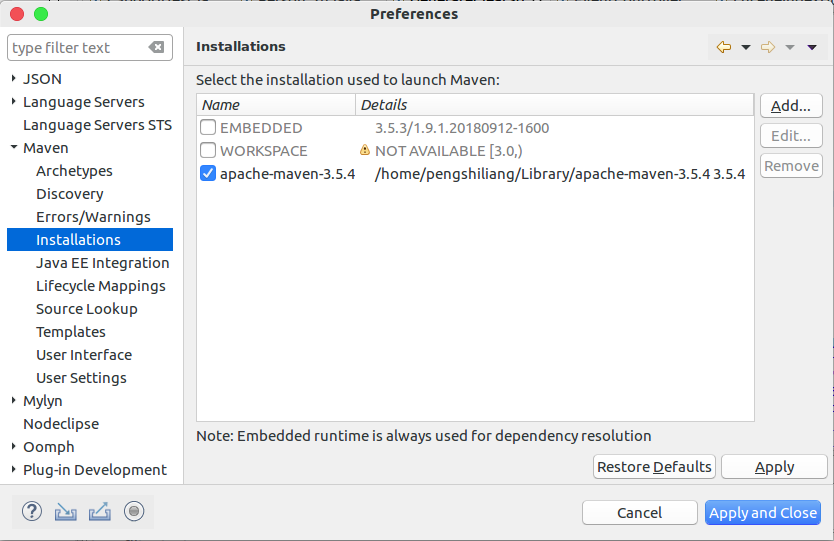 Preferences
type filter text
Installations
JSON
Language Servers
Language Servers STS
Maven
Archetypes
Discovery
Errors/Warnings
Installations
Java EE Integration
Lifecycle Mappings
Source Lookup
Templates
User Interface
User Settings
Mylyn
Nodeclipse
Oomph
Plug-in Development
Select the installation used to launch Maven:
Name Details
EMBEDDED 3.5.3/1.9.1.20180912-1600
WORKSPACE NOT AVAILABLE [3.0,)
apache-maven-3.5.4 /home/pengshiliang/Library/apache-maven-3.5.4 3.5.4
Add...
Edit...
Remove
Note: Embedded runtime is always used for dependency resolution
Restore Defaults Apply
Cancel Apply and Close